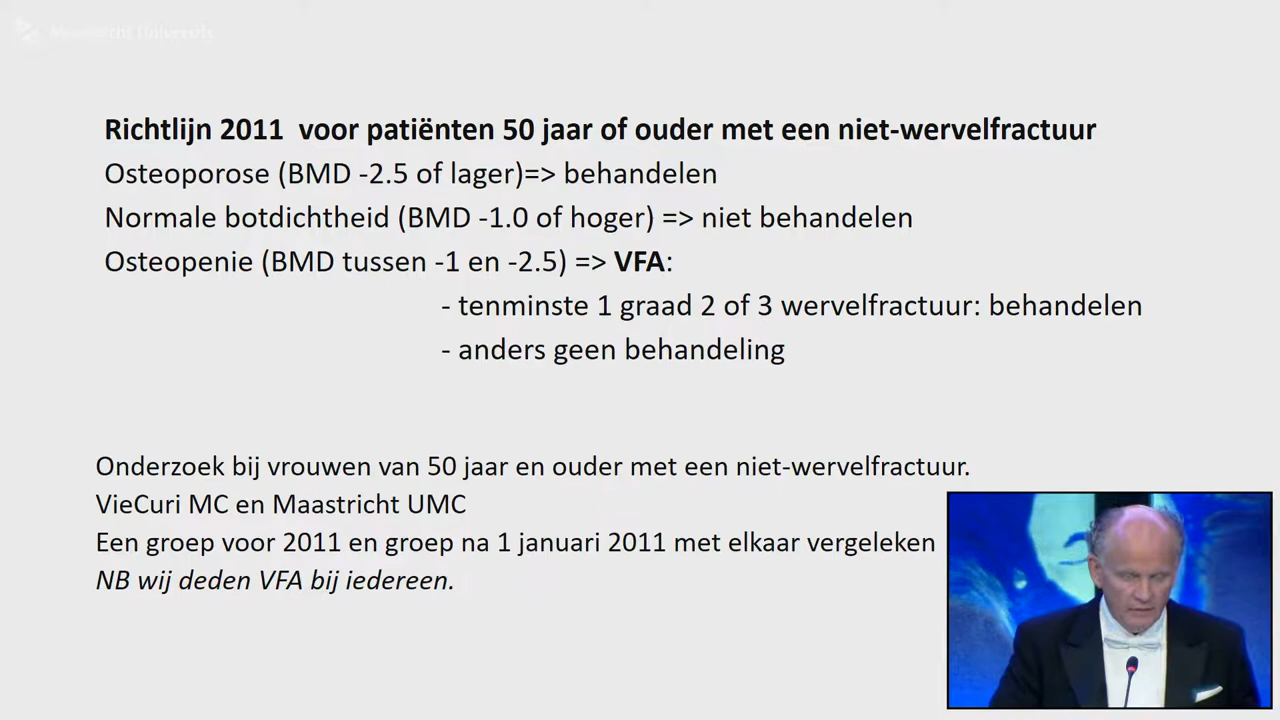 Maastricht University
Richtlijn 2011 voor patiënten 50 jaar of ouder met een niet-wervelfractuur
Osteoporose (BMD -2.5 of lager)=> behandelen
Normale botdichtheid (BMD -1.0 of hoger) => niet behandelen
Osteopenie (BMD tussen -1 en -2.5) => VFA:
- tenminste 1 graad 2 of 3 wervelfractuur: behandelen
- anders geen behandeling
Onderzoek bij vrouwen van 50 jaar en ouder met een niet-wervelfractuur.
VieCuri MC en Maastricht UMC
Een groep voor 2011 en groep na 1 januari 2011 met elkaar vergeleken
NB wij deden VFA bij iedereen.